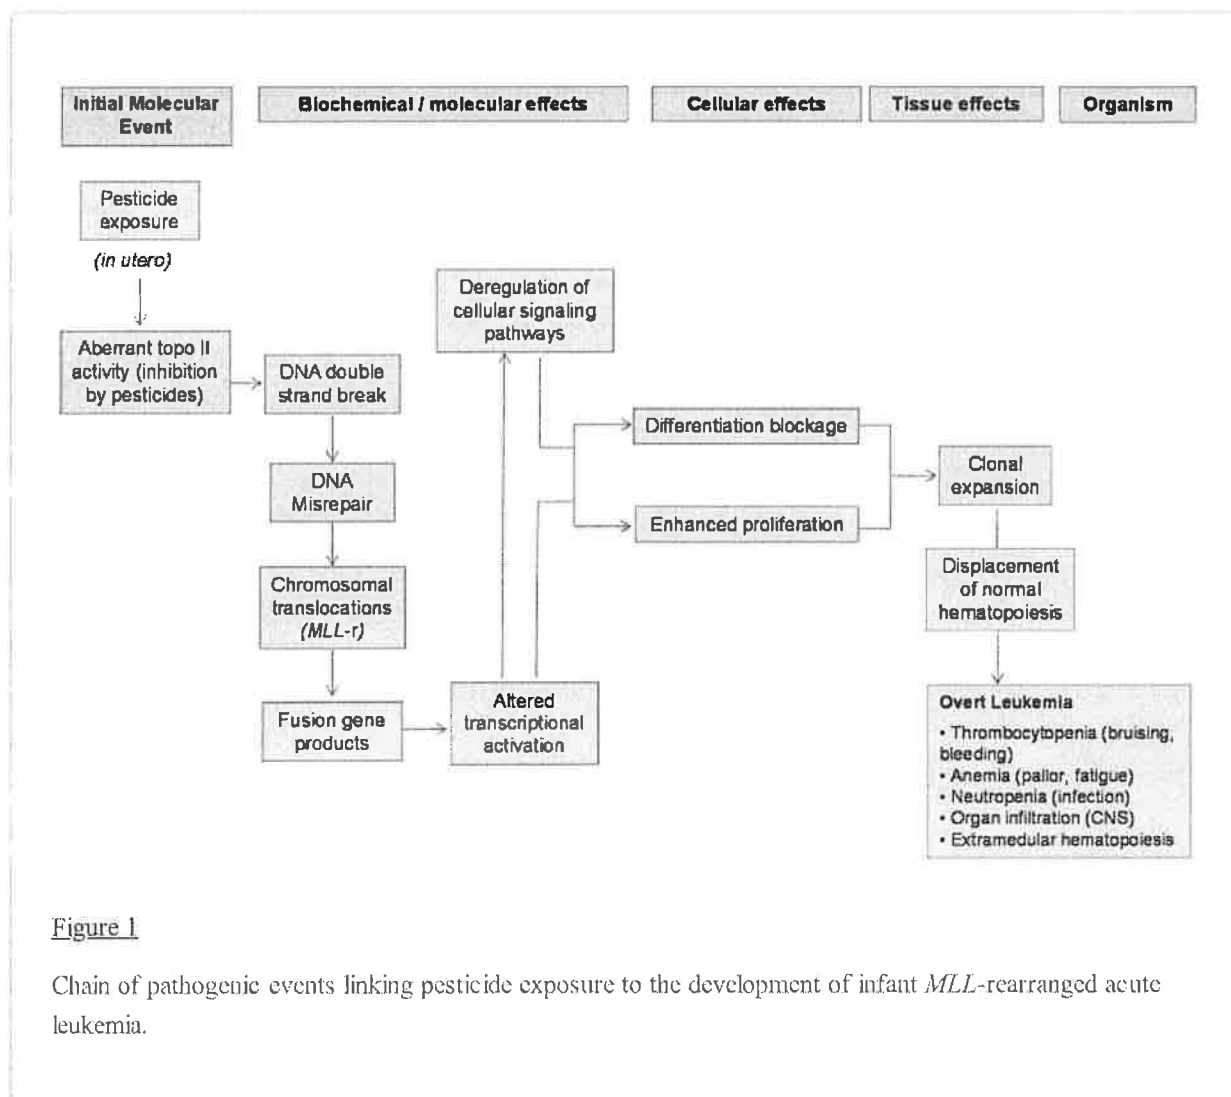 Initial Molecular
Event
Biochemical / molecular effects
Cellular effects
Tissue effects
Organism
Pesticide
exposure
(in utero)
Aberrant topo II
activity (inhibition
by pesticides)
DNA double
strand break
DNA
Misrepair
Chromosomal
translocations
(MLL-r)
Fusion gene
products
Altered
transcriptional
activation
Deregulation of
cellular signaling
pathways
Differentiation blockage
Enhanced proliferation
Clonal
expansion
Displacement
of normal
hematopoiesis
Overt Leukemia
• Thrombocytopenia (bruising,
bleeding)
• Anemia (pallor, fatigue)
• Neutropenia (infection)
• Organ infiltration (CNS)
• Extramedular hematopoiesis
Figure 1
Chain of pathogenic events linking pesticide exposure to the development of infant MLL-rearranged acute
leukemia.